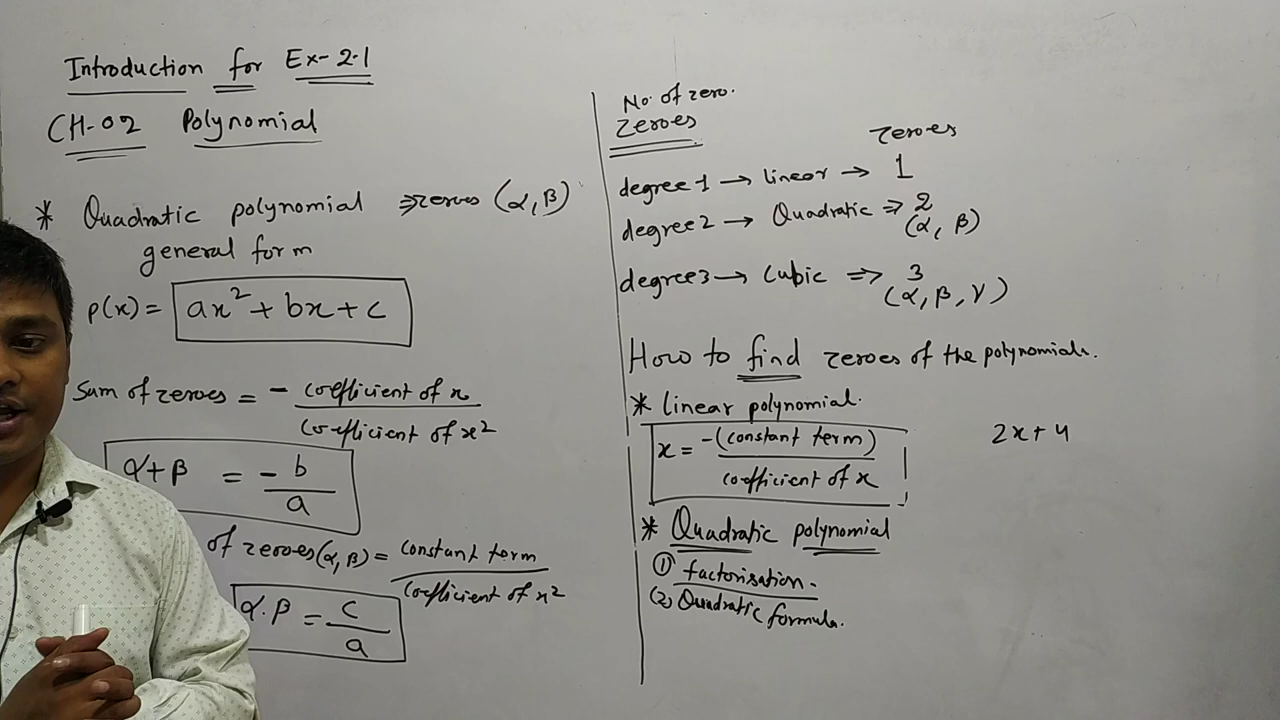 Introduction for Ex-2.1
CH-02 Polynomial
* Quadratic polynomial ⇒zeroes (α, β)
general form
p(x) = ax² + bx + c
Sum of zeroes = - coefficient of x / coefficient of x²
α+β = - b / a
of zeroes (α, β) = constant term / coefficient of x²
α.β = c / a
No. of zero.
Zeroes
zeroes
degree 1 → linear → 1
degree 2 → Quadratic ⇒ 2
(α, β)
degree 3 → Cubic ⇒ 3
(α, β, γ)
How to find zeroes of the polynomials.
* linear polynomial.
x = -(constant term) / coefficient of x
2x+4
* Quadratic polynomial
① factorisation.
(2) Quadratic formula.